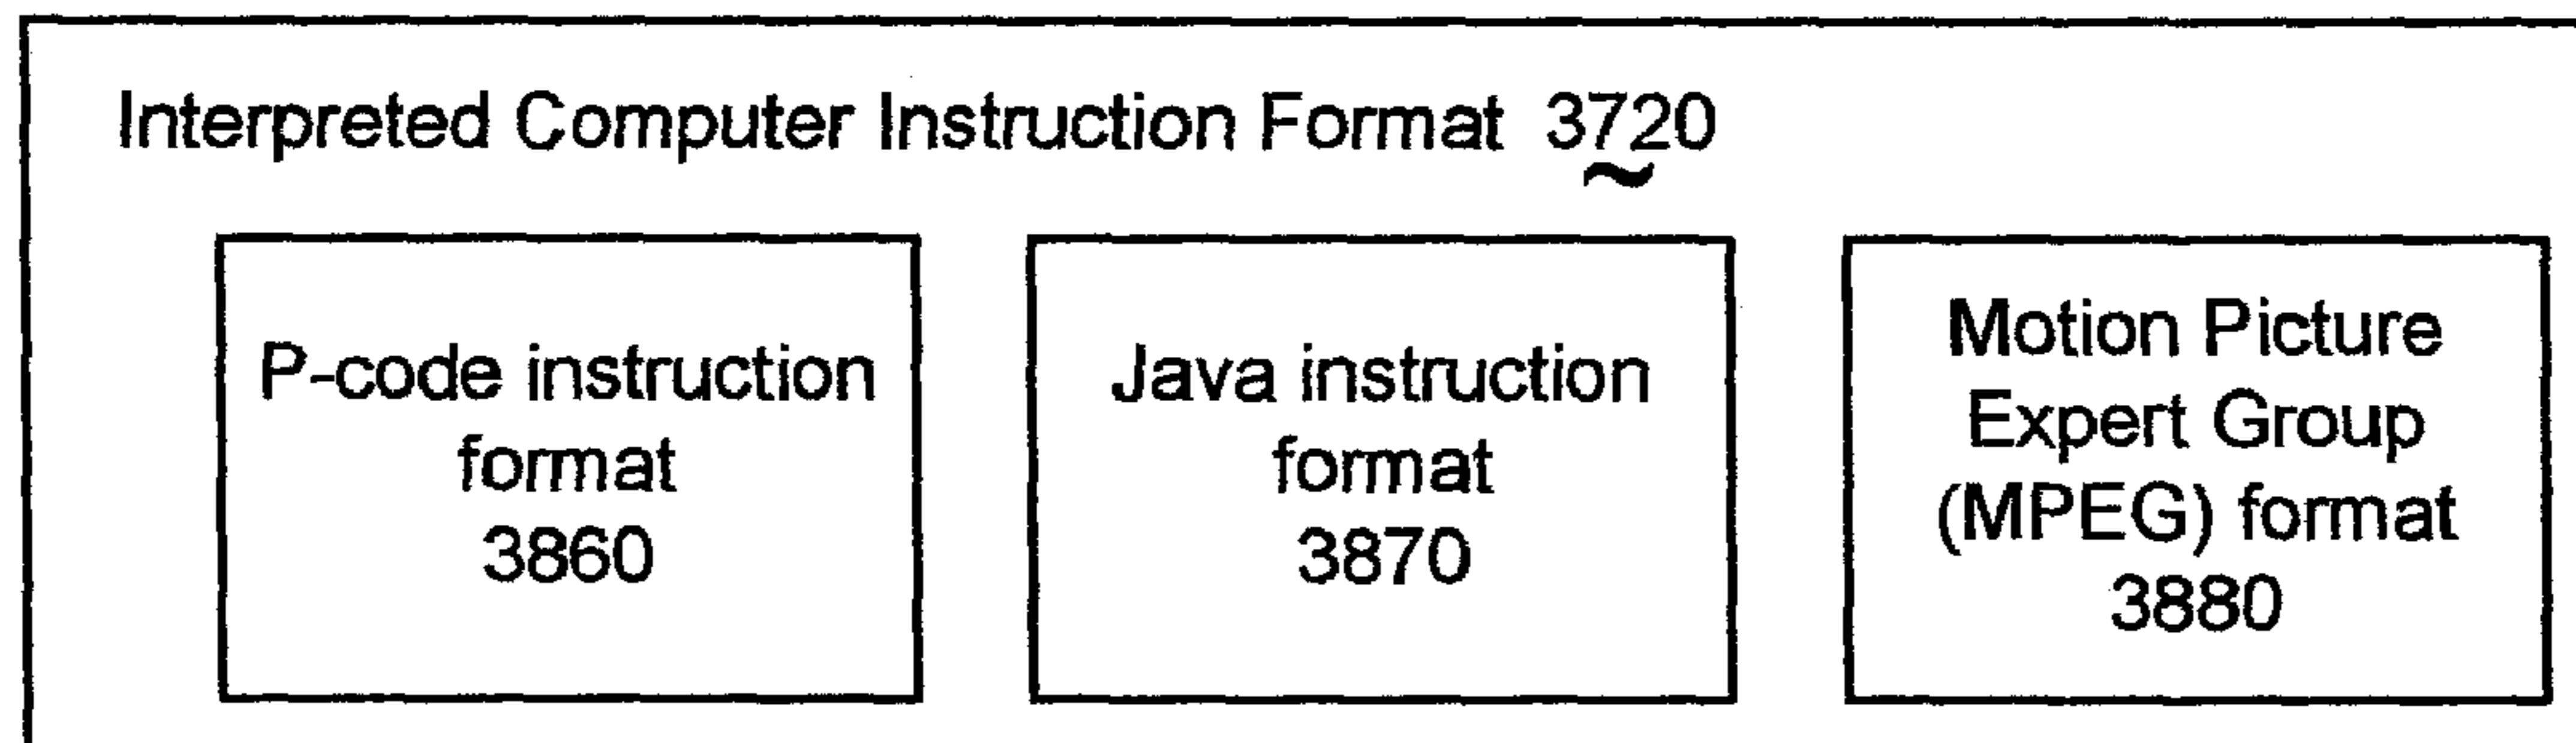 Interpreted Computer Instruction Format 3720
P-code instruction
format
3860
Java instruction
format
3870
Motion Picture
Expert Group
(MPEG) format
3880